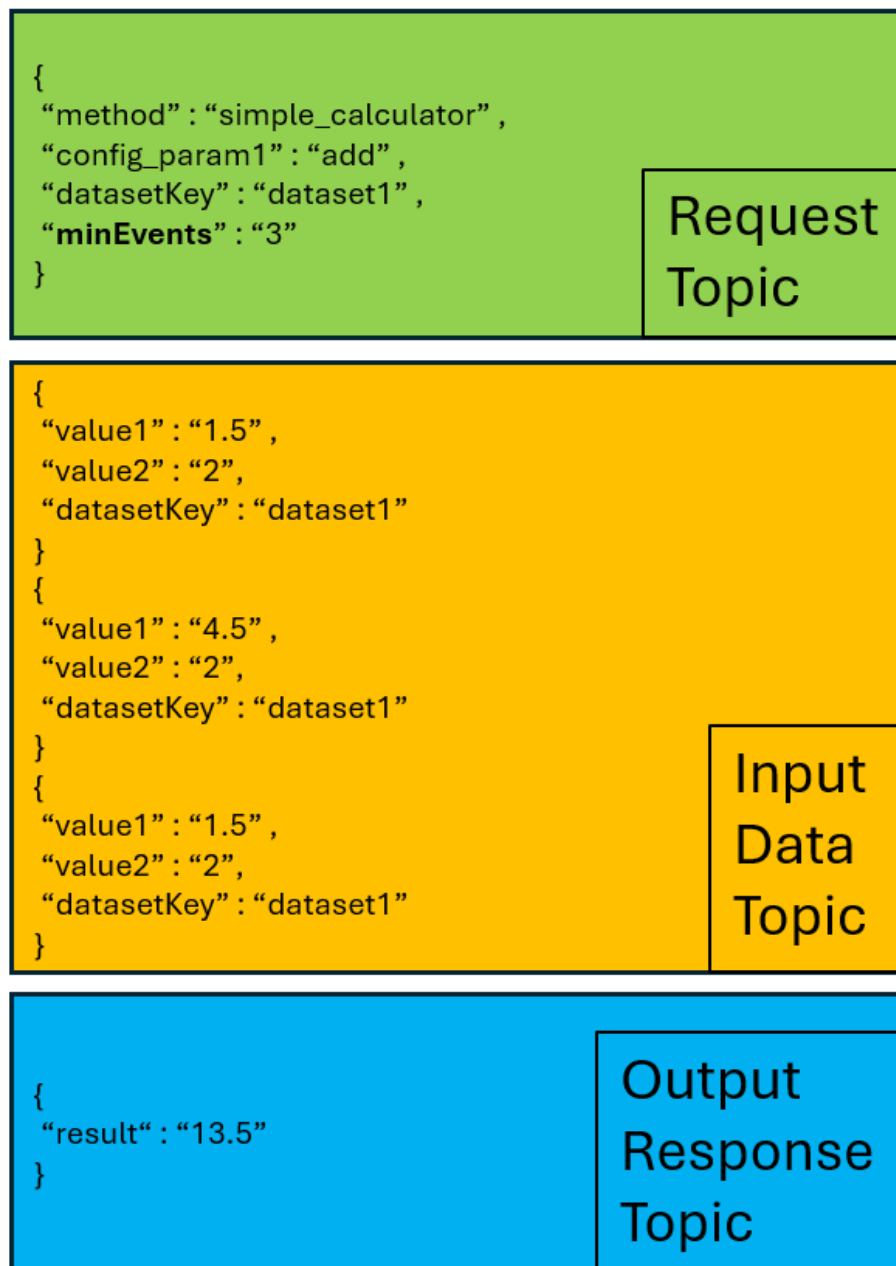 {
“method” : “simple_calculator” ,
“config_param1” : “add” ,
“datasetKey” : “dataset1” ,
“minEvents” : “3”
}
Request
Topic
{
“value1” : “1.5” ,
“value2” : “2”,
“datasetKey” : “dataset1”
}
{
“value1” : “4.5” ,
“value2” : “2”,
“datasetKey” : “dataset1”
}
{
“value1” : “1.5” ,
“value2” : “2”,
“datasetKey” : “dataset1”
}
Input
Data
Topic
{
“result“ : “13.5”
}
Output
Response
Topic